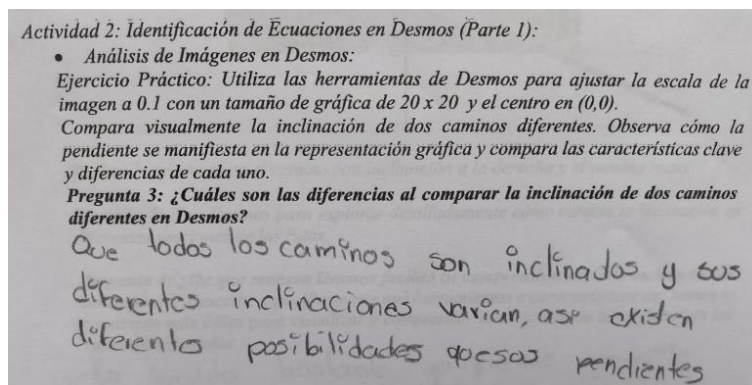 Actividad 2: Identificación de Ecuaciones en Desmos (Parte 1):
• Análisis de Imágenes en Desmos:
Ejercicio Práctico: Utiliza las herramientas de Desmos para ajustar la escala de la
imagen a 0.1 con un tamaño de gráfica de 20 x 20 y el centro en (0,0).
Compara visualmente la inclinación de dos caminos diferentes. Observa cómo la
pendiente se manifiesta en la representación gráfica y compara las características clave
y diferencias de cada uno.
Pregunta 3: ¿Cuáles son las diferencias al comparar la inclinación de dos caminos
diferentes en Desmos?
Que todos los caminos son inclinados y sus
diferentes inclinaciones varian, asi existen
diferentes posibilidades quesas pendientes